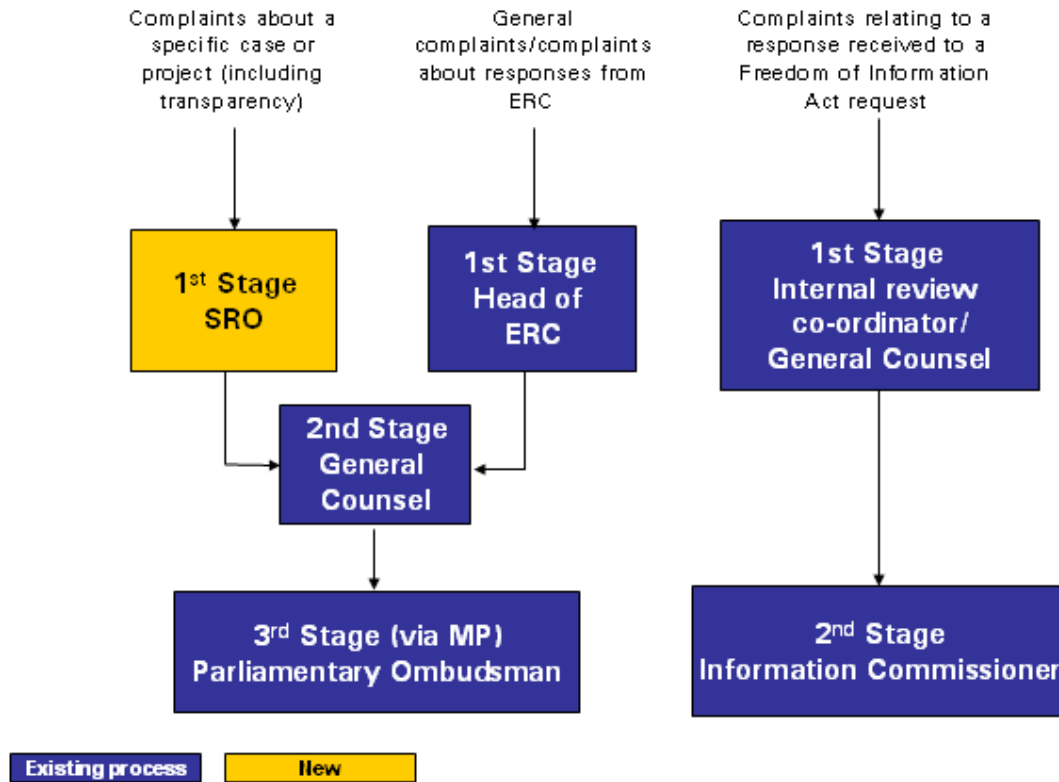 Complaints about a
specific case or
project (including
transparency)
General
complaints/complaints
about responses from
ERC
Complaints relating to a
response received to a
Freedom of Information
Act request
1st Stage
SRO
1st Stage
Head of
ERC
1st Stage
Internal review
co-ordinator/
General Counsel
2nd Stage
General
Counsel
3rd Stage (via MP)
Parliamentary Ombudsman
2nd Stage
Information Commissioner
Existing process
New